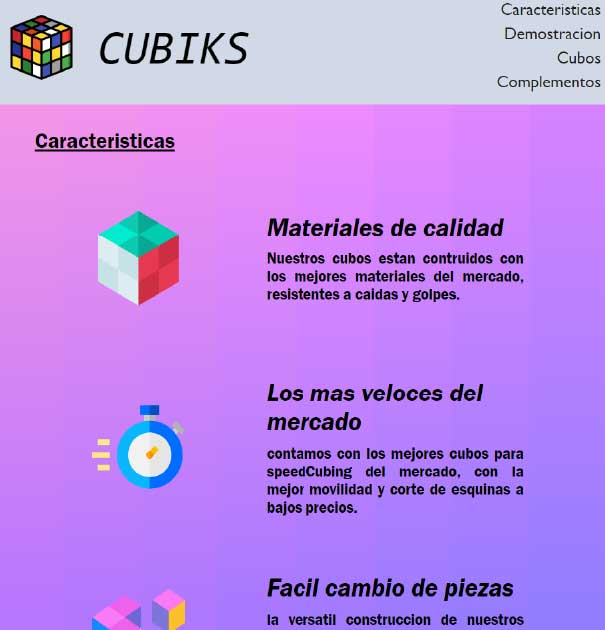 CUBIKS
Caracteristicas
Demostracion
Cubos
Complementos
Caracteristicas
Materiales de calidad
Nuestros cubos estan contruidos con
los mejores materiales del mercado,
resistentes a caidas y golpes.
Los mas veloces del
mercado
contamos con los mejores cubos para
speedCubing del mercado, con la
mejor movilidad y corte de esquinas a
bajos precios.
Facil cambio de piezas
la versatil construccion de nuestros